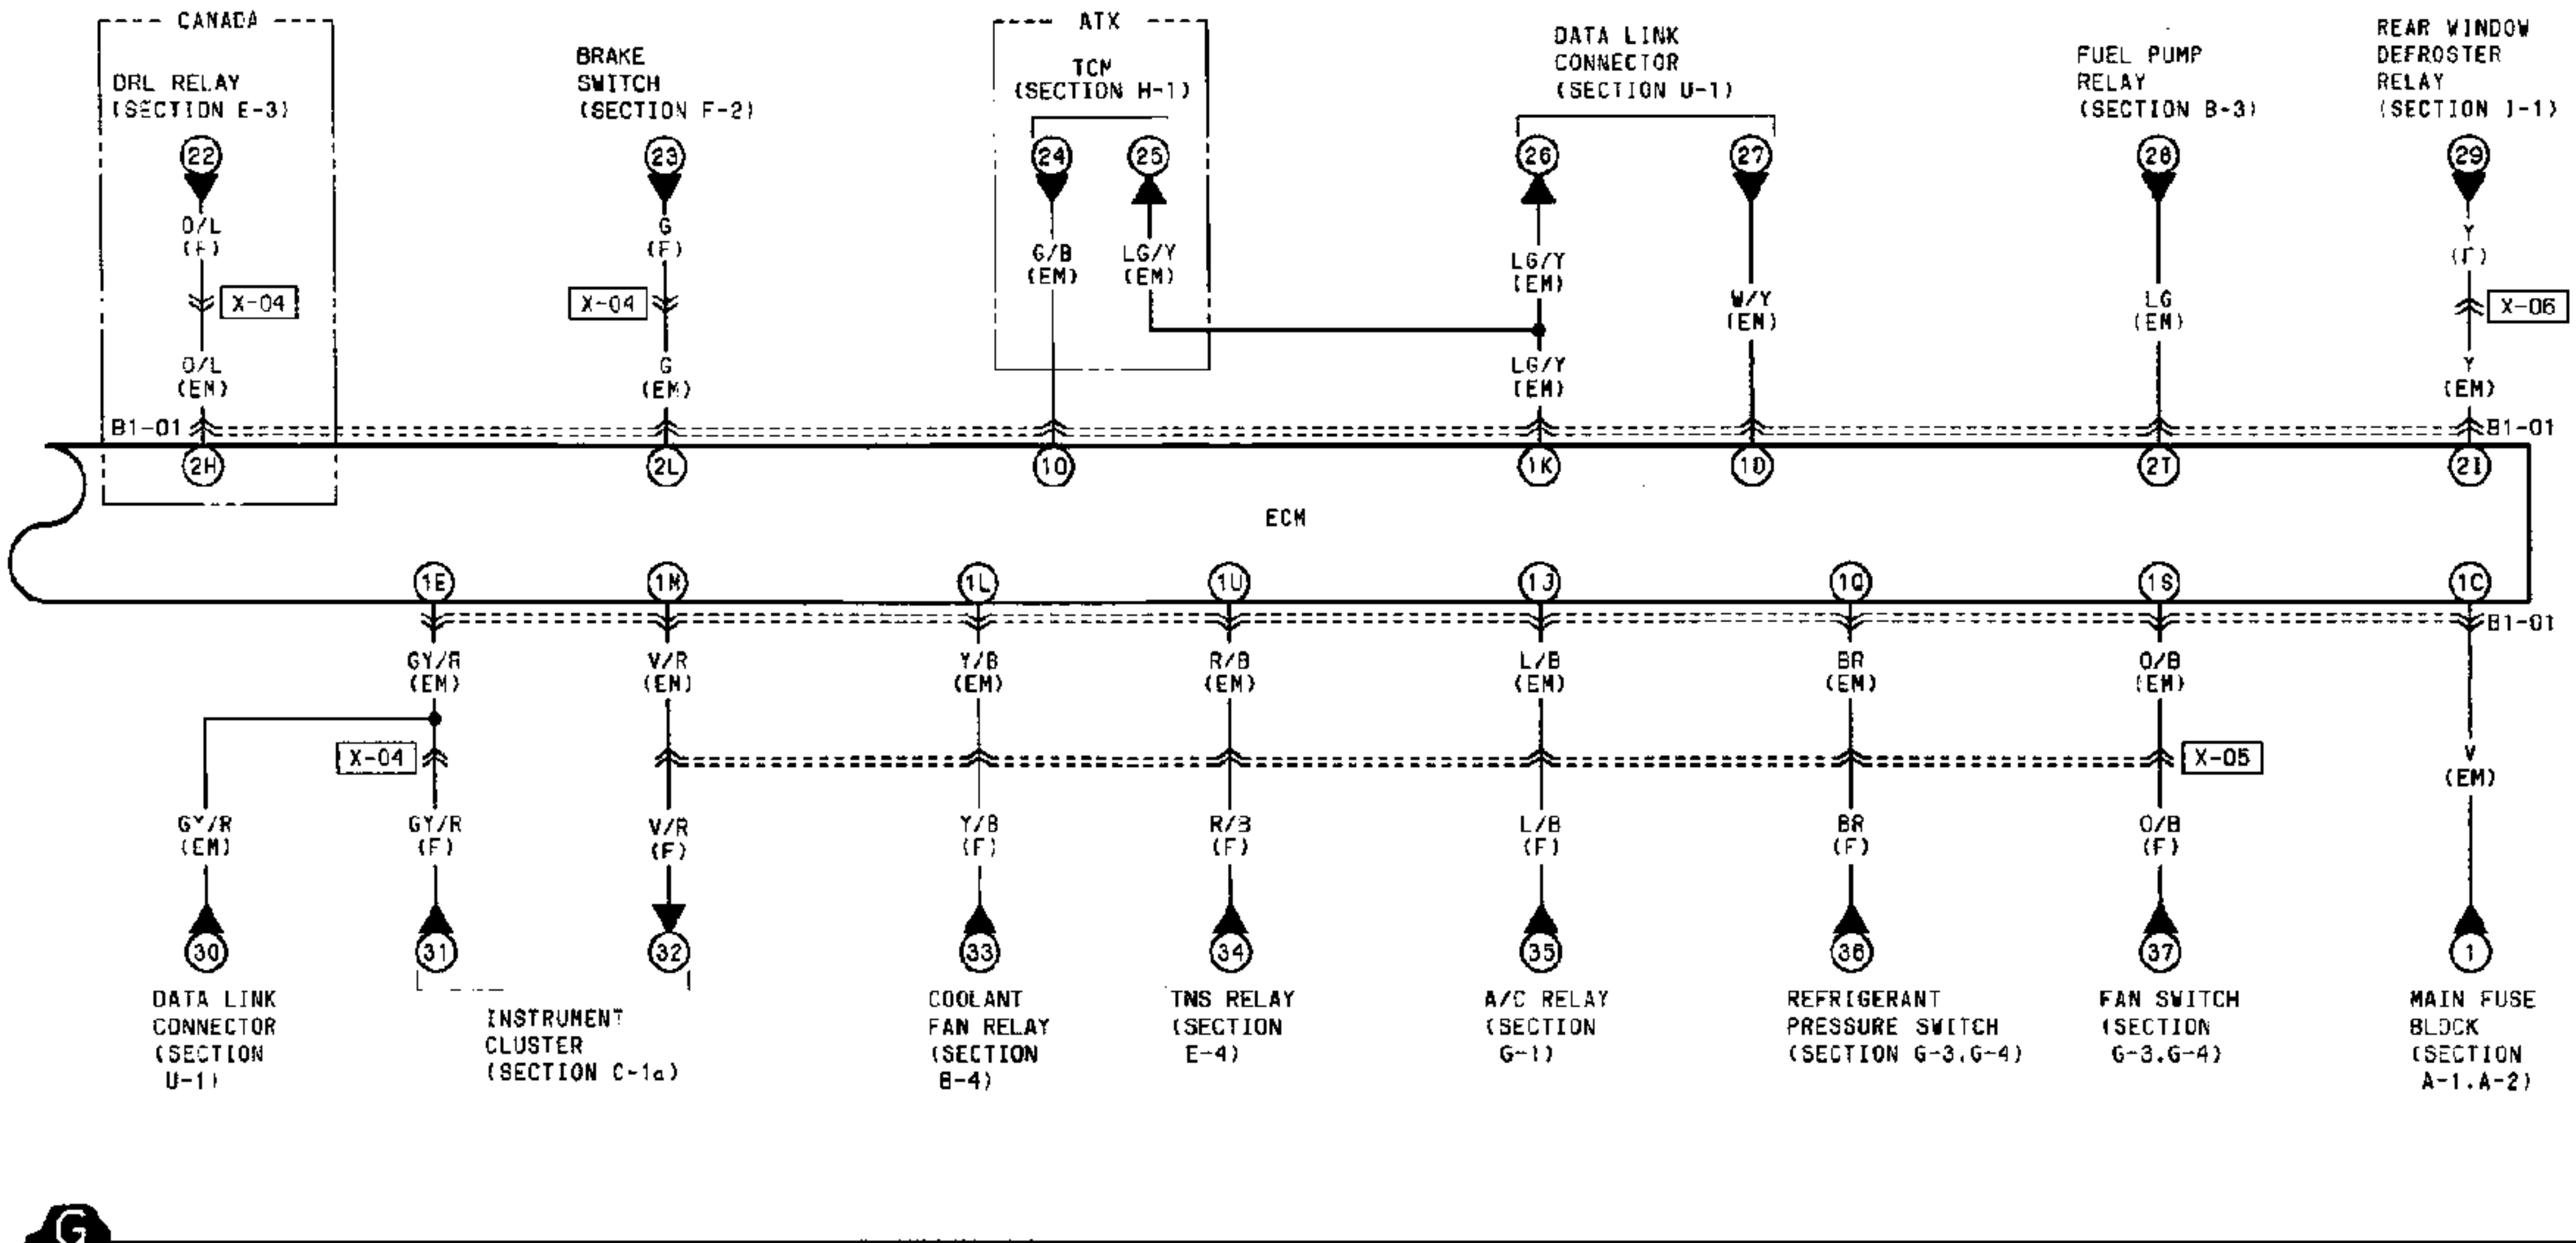 CANADA
DRL RELAY
(SECTION E-3)
22
O/L
(F)
X-04
O/L
(EM)
B1-01
2H
BRAKE
SWITCH
(SECTION F-2)
23
G
(F)
X-04
G
(EM)
2L
ATX
TCM
(SECTION H-1)
24
25
G/B
(EM)
LG/Y
(EM)
1O
DATA LINK
CONNECTOR
(SECTION U-1)
26
27
LG/Y
(EM)
LG/Y
(EM)
W/Y
(EM)
1K
1D
FUEL PUMP
RELAY
(SECTION B-3)
28
LG
(EM)
2T
REAR WINDOW
DEFROSTER
RELAY
(SECTION I-1)
29
Y
(F)
X-06
Y
(EM)
B1-01
2I
ECM
1E
1M
1L
1U
1J
1Q
1S
1C
B1-01
GY/R
(EM)
V/R
(EM)
Y/B
(EM)
R/B
(EM)
L/B
(EM)
BR
(EM)
O/B
(EM)
X-04
X-05
V
(EM)
GY/R
(EM)
GY/R
(F)
V/R
(F)
Y/B
(F)
R/B
(F)
L/B
(F)
BR
(F)
O/B
(F)
30
31
32
33
34
35
36
37
1
DATA LINK
CONNECTOR
(SECTION
U-1)
INSTRUMENT
CLUSTER
(SECTION C-1a)
COOLANT
FAN RELAY
(SECTION
B-4)
TNS RELAY
(SECTION
E-4)
A/C RELAY
(SECTION
G-1)
REFRIGERANT
PRESSURE SWITCH
(SECTION G-3,G-4)
FAN SWITCH
(SECTION
G-3,G-4)
MAIN FUSE
BLOCK
(SECTION
A-1,A-2)
G